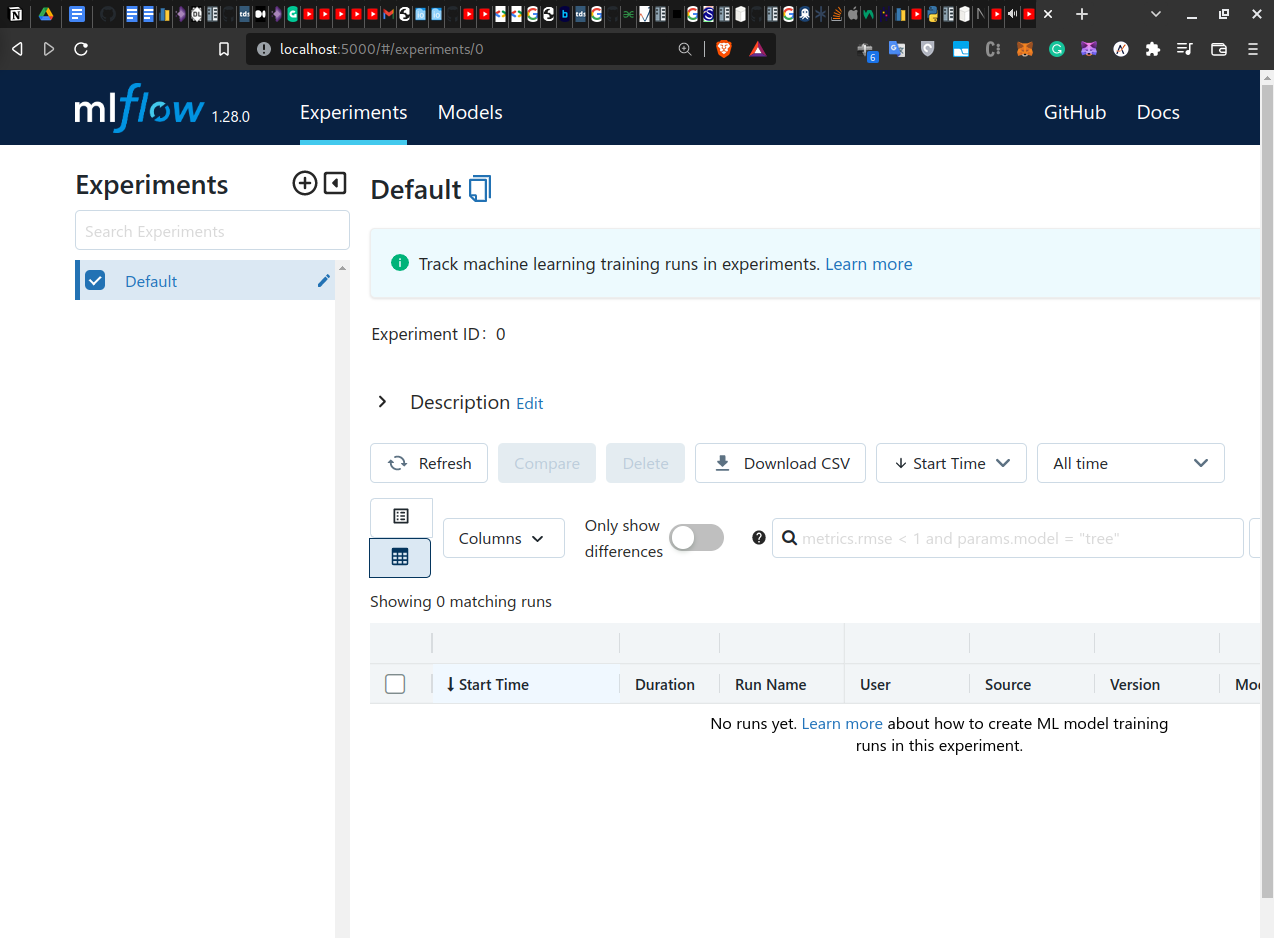 localhost:5000/#/experiments/0
6
mlflow 1.28.0 Experiments Models GitHub Docs
Experiments
Search Experiments
Default
Default
Track machine learning training runs in experiments. Learn more
Experiment ID: 0
Description Edit
Refresh Compare Delete Download CSV Start Time All time
Columns
Only show
differences
metrics.rmse < 1 and params.model = "tree"
Showing 0 matching runs
Start Time Duration Run Name User Source Version
No runs yet. Learn more about how to create ML model training
runs in this experiment.